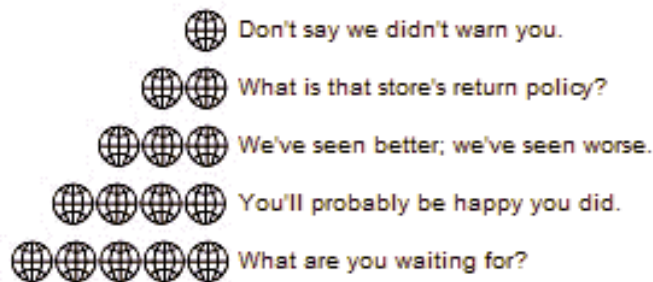 Don't say we didn't warn you.
What is that store's return policy?
We've seen better; we've seen worse.
You'll probably be happy you did.
What are you waiting for?